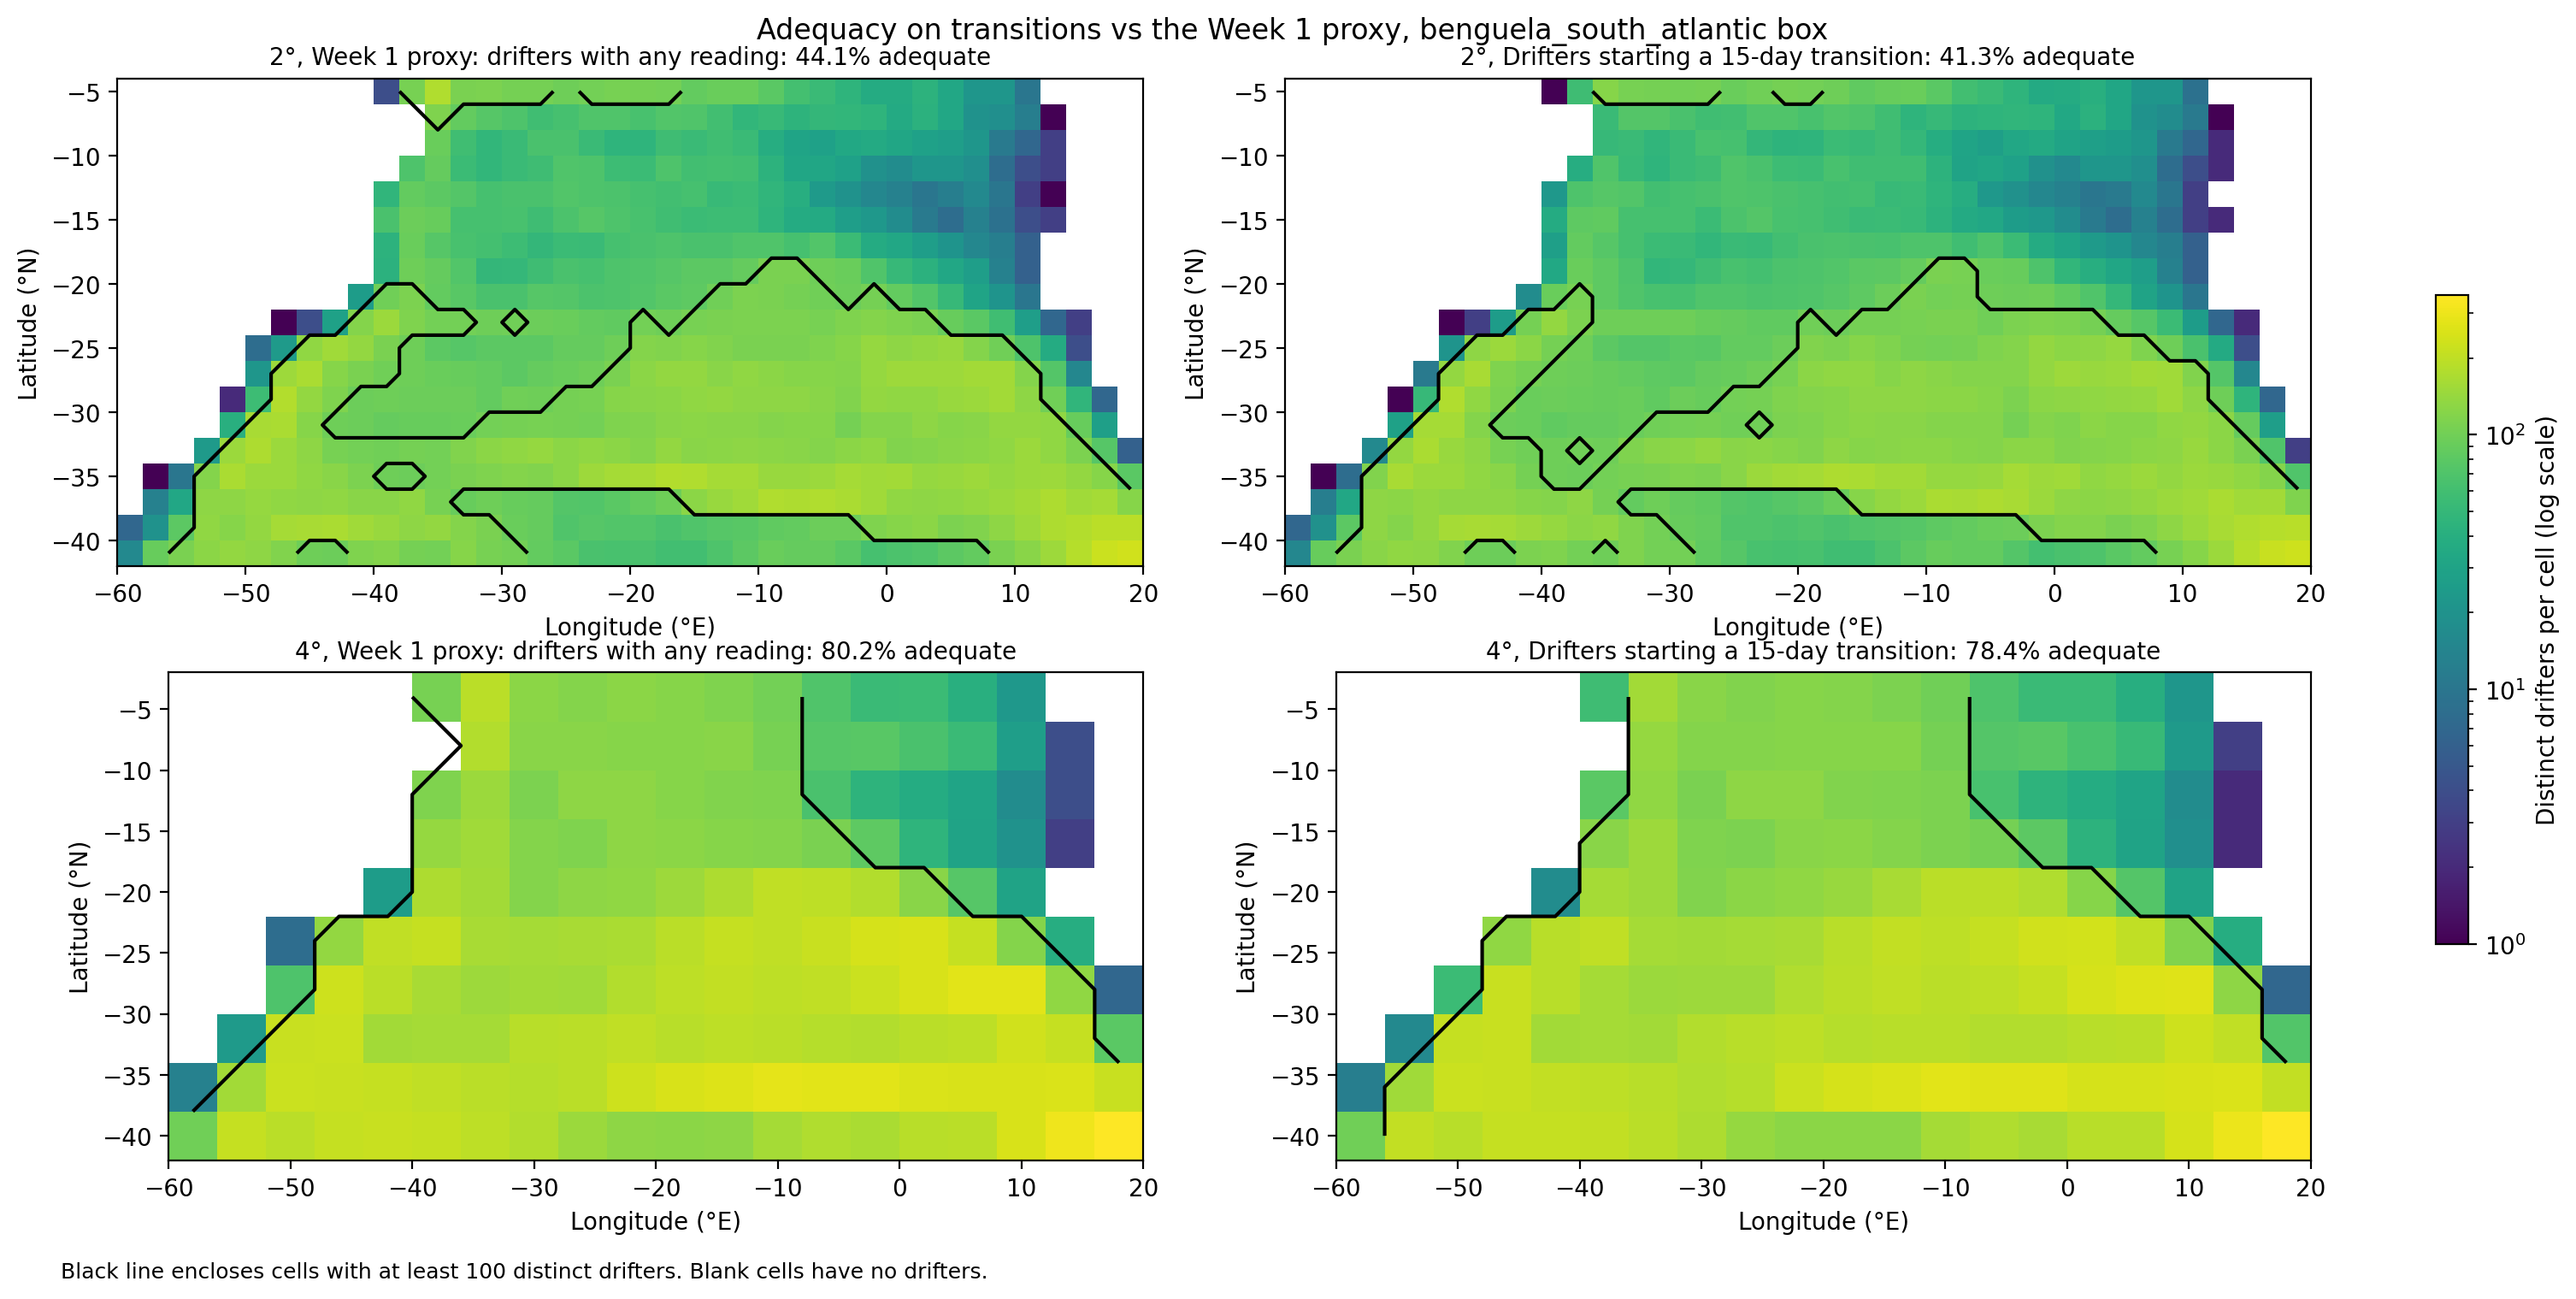 Adequacy on transitions vs the Week 1 proxy, benguela_south_atlantic box
2°, Week 1 proxy: drifters with any reading: 44.1% adequate
2°, Drifters starting a 15-day transition: 41.3% adequate
Latitude (°N)
−5
−10
−15
−20
−25
−30
−35
−40
−60 −50 −40 −30 −20 −10 0 10 20
Longitude (°E)
Latitude (°N)
−5
−10
−15
−20
−25
−30
−35
−40
−60 −50 −40 −30 −20 −10 0 10 20
Longitude (°E)
4°, Week 1 proxy: drifters with any reading: 80.2% adequate
4°, Drifters starting a 15-day transition: 78.4% adequate
Latitude (°N)
−5
−10
−15
−20
−25
−30
−35
−40
−60 −50 −40 −30 −20 −10 0 10 20
Longitude (°E)
Latitude (°N)
−5
−10
−15
−20
−25
−30
−35
−40
−60 −50 −40 −30 −20 −10 0 10 20
Longitude (°E)
10²
10¹
10⁰
Distinct drifters per cell (log scale)
Black line encloses cells with at least 100 distinct drifters. Blank cells have no drifters.